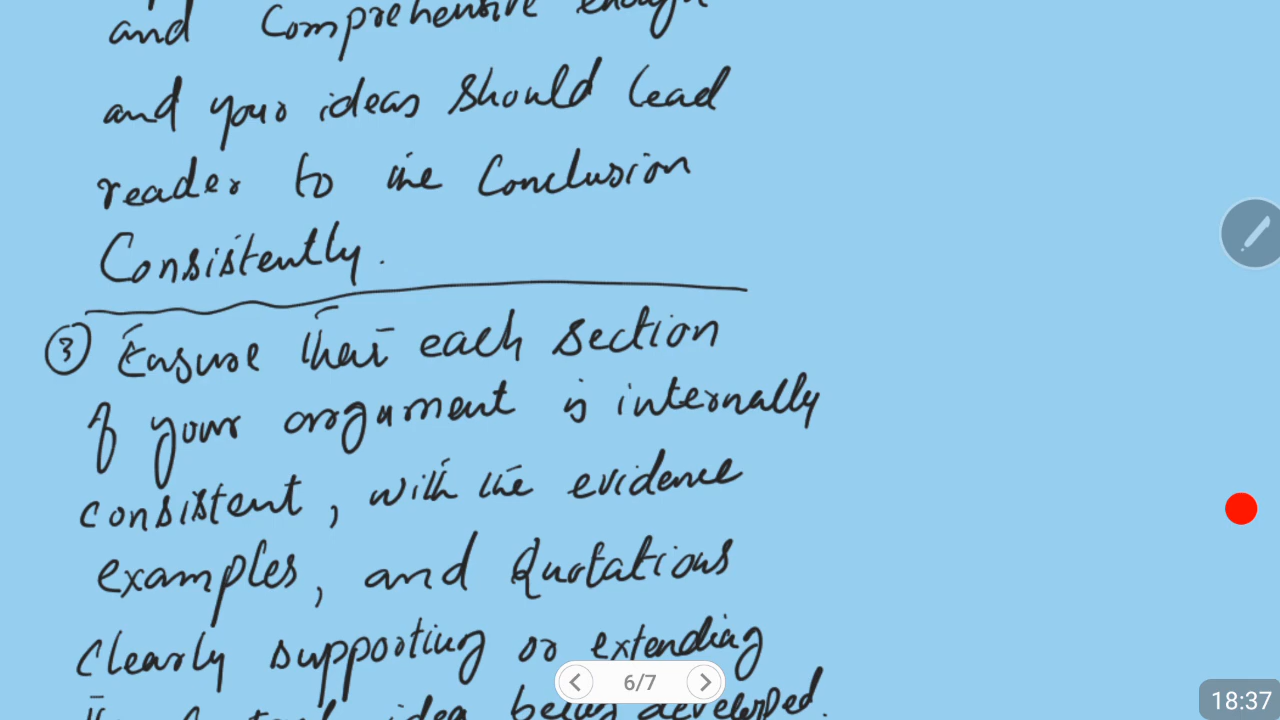 and Comprehensive enough
and your ideas should lead
reader to the Conclusion
Consistently.
3 Ensure that each section
of your argument is internally
consistent, with the evidence
examples, and Quotations
clearly supporting or extending
idea being developed.
6/7
18:37